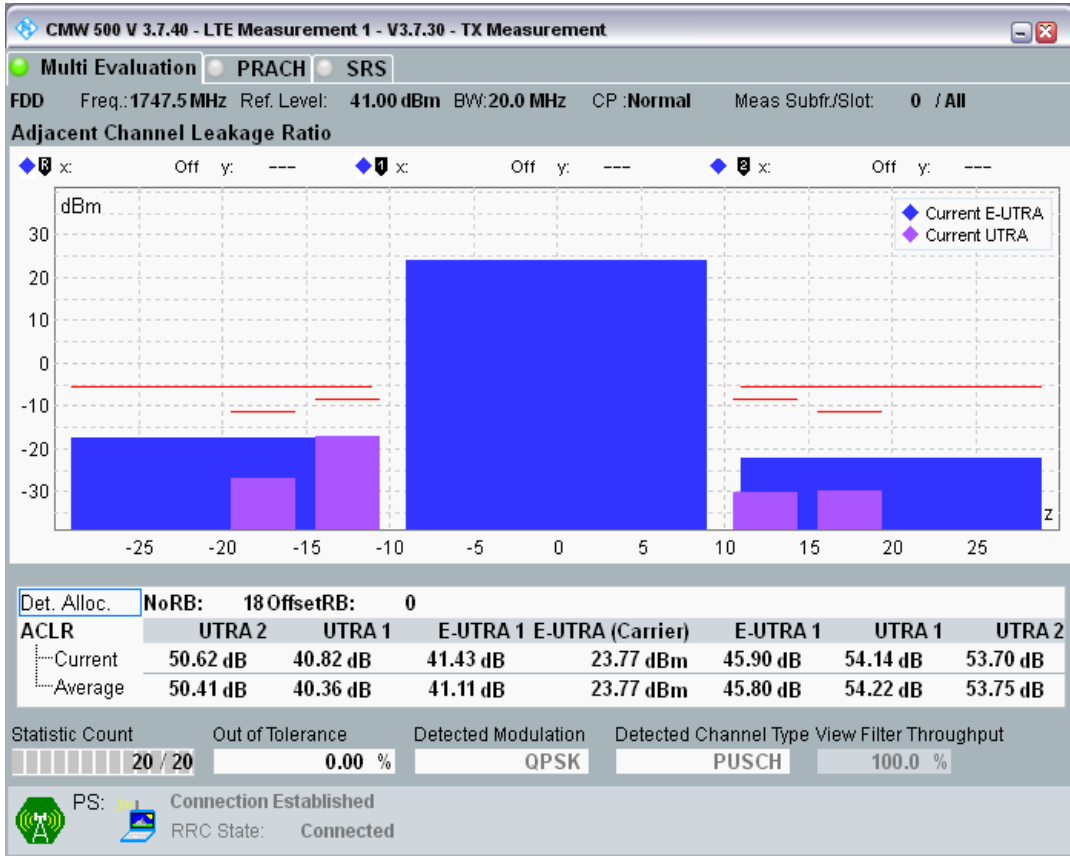 CMW 500 V 3.7.40 - LTE Measurement 1 - V3.7.30 - TX Measurement
Multi Evaluation PRACH SRS
FDD Freq.:1747.5 MHz Ref. Level: 41.00 dBm BW:20.0 MHz CP :Normal Meas Subfr./Slot: 0 / All
Adjacent Channel Leakage Ratio
R x: Off y: --- 1 x: Off y: --- 2 x: Off y: ---
dBm
Current E-UTRA
Current UTRA
30
20
10
0
-10
-20
-30
z
-25 -20 -15 -10 -5 0 5 10 15 20 25
Det. Alloc. NoRB: 18 OffsetRB: 0
ACLR UTRA 2 UTRA 1 E-UTRA 1 E-UTRA (Carrier) E-UTRA 1 UTRA 1 UTRA 2
Current 50.62 dB 40.82 dB 41.43 dB 23.77 dBm 45.90 dB 54.14 dB 53.70 dB
Average 50.41 dB 40.36 dB 41.11 dB 23.77 dBm 45.80 dB 54.22 dB 53.75 dB
Statistic Count Out of Tolerance Detected Modulation Detected Channel Type View Filter Throughput
20 / 20 0.00 % QPSK PUSCH 100.0 %
PS: Connection Established
RRC State: Connected